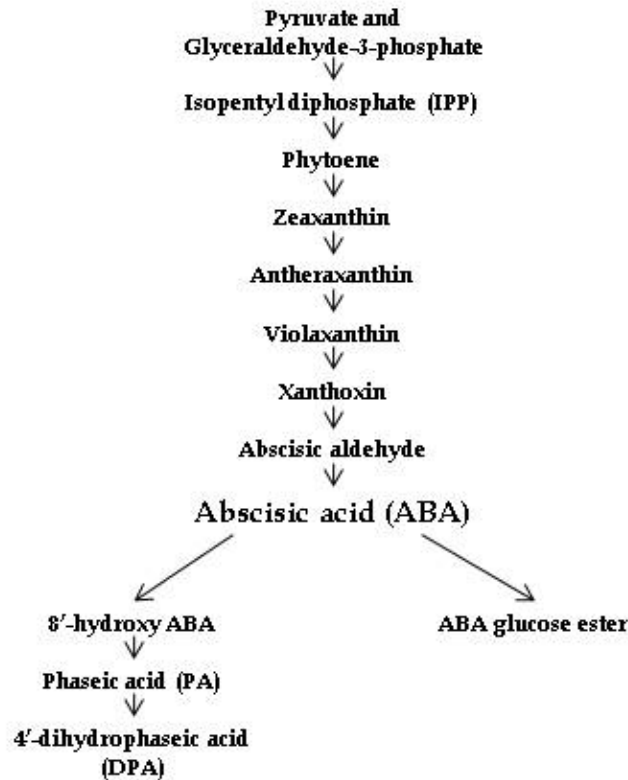 Pyruvate and
Glyceraldehyde-3-phosphate
Isopentyl diphosphate (IPP)
Phytoene
Zeaxanthin
Antheraxanthin
Violaxanthin
Xanthoxin
Abscisic aldehyde
Abscisic acid (ABA)
8′-hydroxy ABA
ABA glucose ester
Phaseic acid (PA)
4′-dihydrophaseic acid
(DPA)